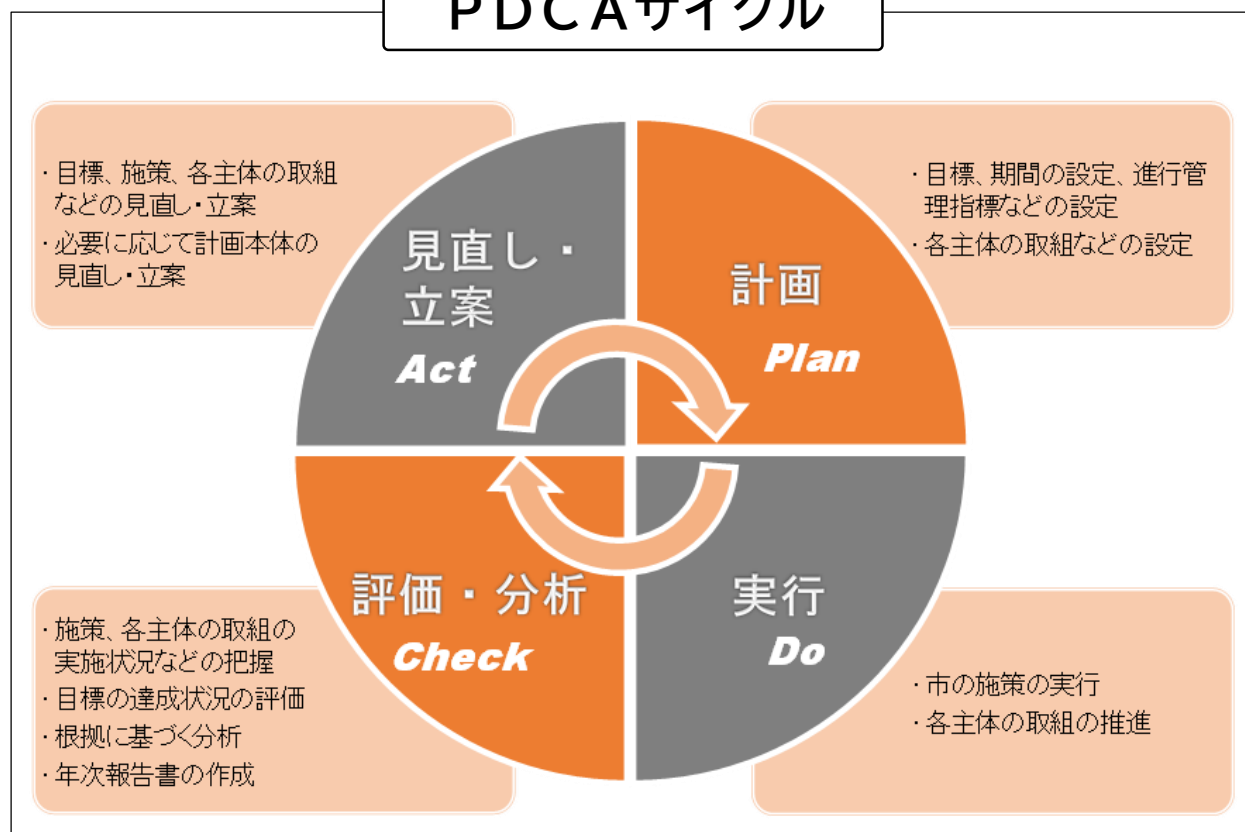 PDCAサイクル
・目標、施策、各主体の取組
などの見直し・立案
・必要に応じて計画本体の
見直し・立案
見直し・
立案
Act
計画
Plan
・目標、期間の設定、進行管
理指標などの設定
・各主体の取組などの設定
・施策、各主体の取組の
実施状況などの把握
・目標の達成状況の評価
・根拠に基づく分析
・年次報告書の作成
評価・分析
Check
実行
Do
・市の施策の実行
・各主体の取組の推進